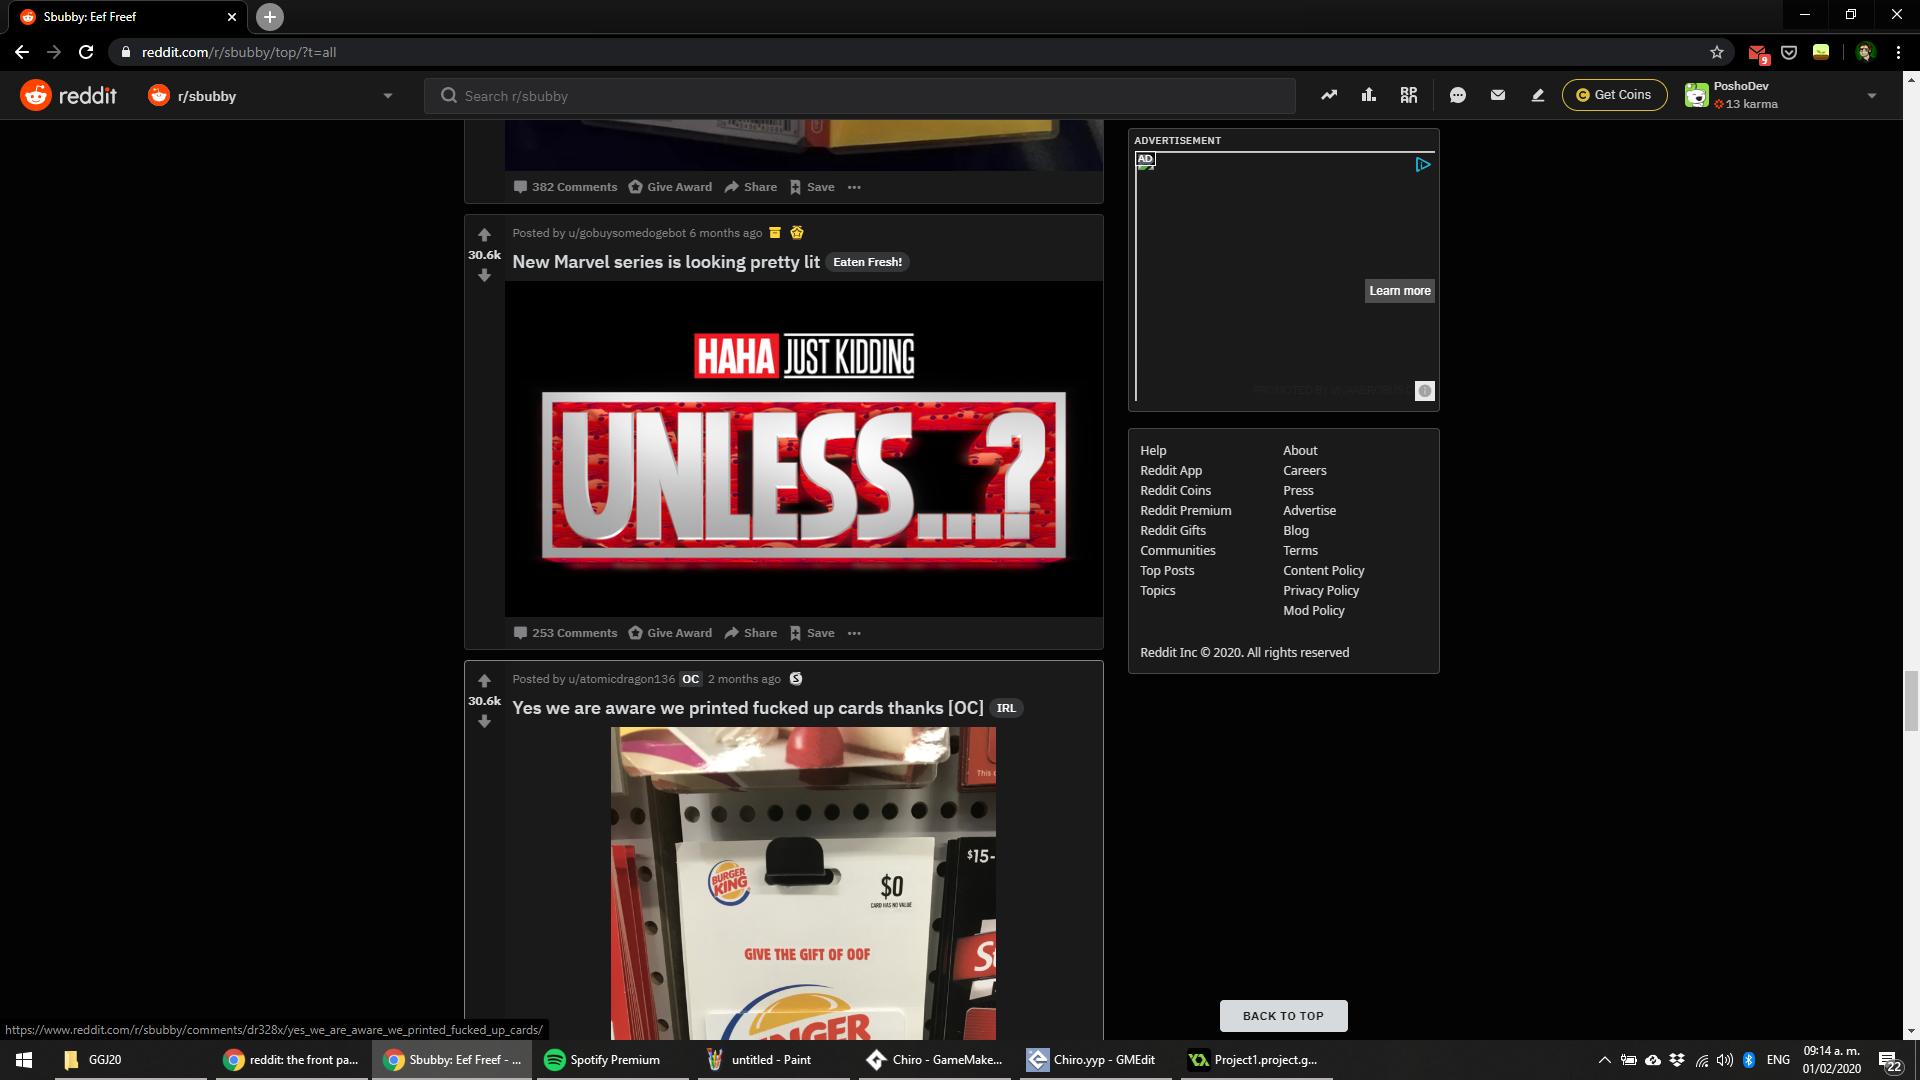 Sbubby: Eef Freef
reddit.com/r/sbubby/top/?t=all
9
reddit
r/sbubby
Search r/sbubby
Get Coins
PoshoDev
13 karma
382 Comments
Give Award
Share
Save
Posted by u/gobuysomedogebot 6 months ago
30.6k
New Marvel series is looking pretty lit
Eaten Fresh!
HAHA JUST KIDDING
UNLESS...?
253 Comments
Give Award
Share
Save
Posted by u/atomicdragon136 OC 2 months ago
30.6k
Yes we are aware we printed fucked up cards thanks [OC]
IRL
This
$15-
BURGER
KING
$0
CARD HAS NO VALUE
GIVE THE GIFT OF OOF
NGER
ADVERTISEMENT
AD
Learn more
Help
About
Reddit App
Careers
Reddit Coins
Press
Reddit Premium
Advertise
Reddit Gifts
Blog
Communities
Terms
Top Posts
Content Policy
Topics
Privacy Policy
Mod Policy
Reddit Inc © 2020. All rights reserved
BACK TO TOP
https://www.reddit.com/r/sbubby/comments/dr328x/yes_we_are_aware_we_printed_fucked_up_cards/
GGJ20
reddit: the front pa...
Sbubby: Eef Freef - ...
Spotify Premium
untitled - Paint
Chiro - GameMake...
Chiro.yyp - GMEdit
Project1.project.g...
ENG
09:14 a. m.
01/02/2020
22